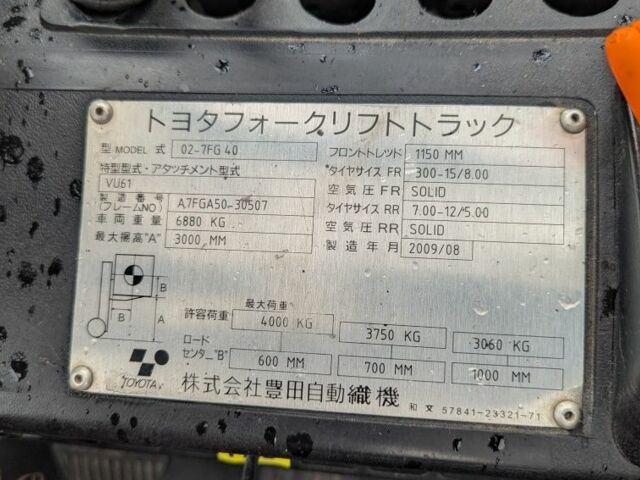 トヨタフォークリフトトラック
型 MODEL 式 02-7FG 40 フロントトレッド 1150 MM
特型型式・アタッチメント型式 タイヤサイズ FR 300-15/8.00
VU61 空気圧 FR SOLID
製造番号 (フレームNO) A7FGA50-30507 タイヤサイズ RR 7.00-12/5.00
車両重量 6880 KG 空気圧 RR SOLID
最大揚高"A" 3000 MM 製造年月 2009/08
B
B A
最大荷重
許容荷重 4000 KG 3750 KG 3060 KG
ロード
センタ "B" 600 MM 700 MM 1000 MM
TOYOTA 株式会社豊田自動織機 和文 57841-23321-71